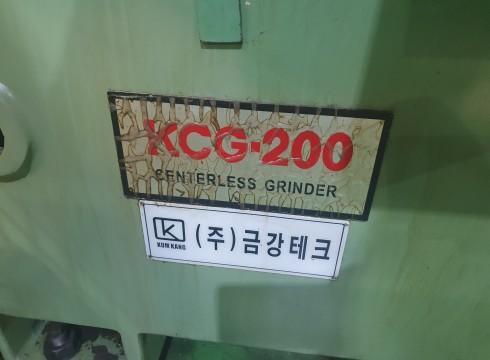 KCG-200
CENTERLESS GRINDER
KUM KANG
(주)금강테크